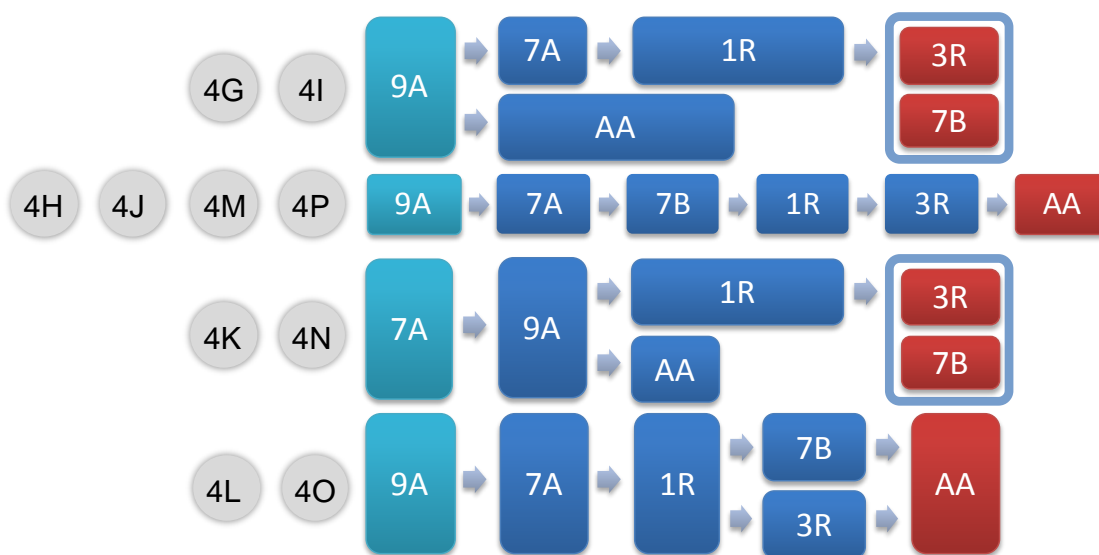 7A 1R 3R
4G 4I 9A
AA 7B
4H 4J 4M 4P 9A 7A 7B 1R 3R AA
1R 3R
4K 4N 7A 9A
AA 7B
7B
4L 4O 9A 7A 1R AA
3R